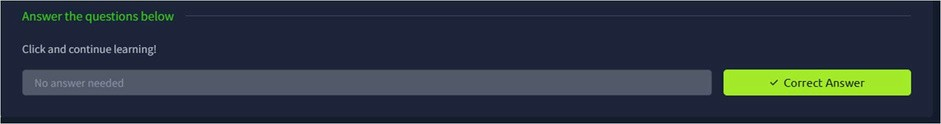 Answer the questions below
Click and continue learning!
No answer needed
✓ Correct Answer